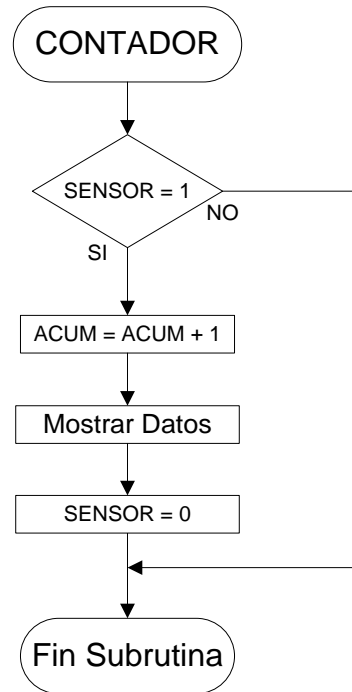 CONTADOR
SENSOR = 1
NO
SI
ACUM = ACUM + 1
Mostrar Datos
SENSOR = 0
Fin Subrutina